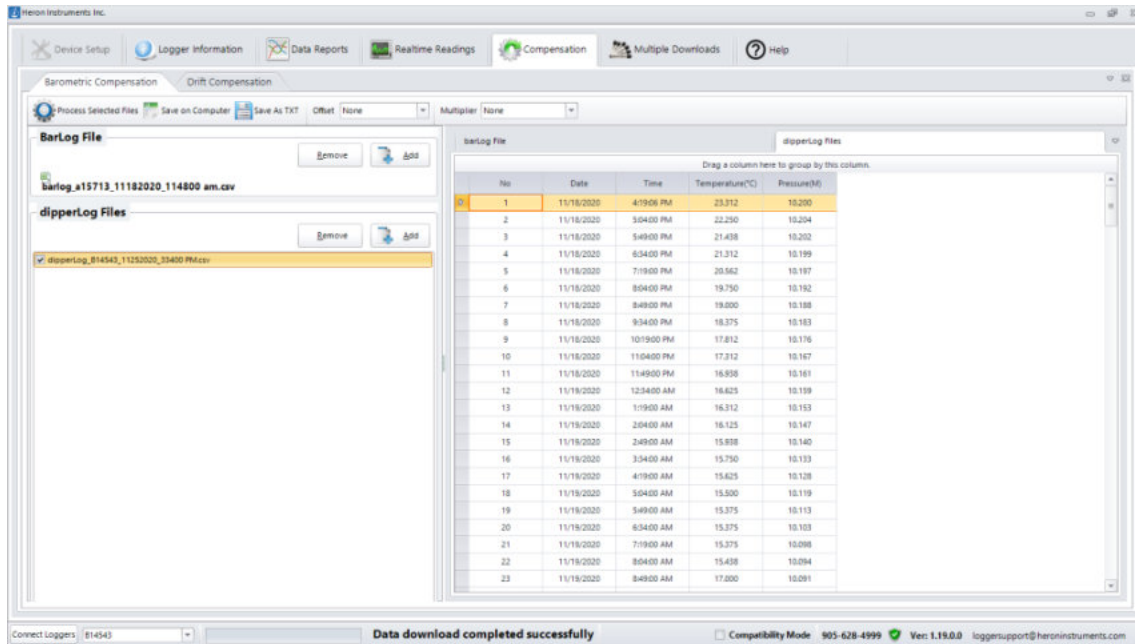 Heron Instruments Inc.
Device Setup Logger Information Data Reports Realtime Readings Compensation Multiple Downloads Help
Barometric Compensation Drift Compensation
Process Selected Files Save on Computer Save As TXT Offset None Multiplier None
BarLog File
Remove Add
barlog_a15713_11182020_114800 am.csv
dipperLog Files
Remove Add
dipperLog_B14543_11252020_33400 PM.csv
barLog File dipperLog Files
Drag a column here to group by this column.
No Date Time Temperature(°C) Pressure(M)
1 11/18/2020 4:19:06 PM 23.312 10.200
2 11/18/2020 5:04:00 PM 22.250 10.204
3 11/18/2020 5:49:00 PM 21.438 10.202
4 11/18/2020 6:34:00 PM 21.312 10.199
5 11/18/2020 7:19:00 PM 20.562 10.197
6 11/18/2020 8:04:00 PM 19.750 10.192
7 11/18/2020 8:49:00 PM 19.000 10.188
8 11/18/2020 9:34:00 PM 18.375 10.183
9 11/18/2020 10:19:00 PM 17.812 10.176
10 11/18/2020 11:04:00 PM 17.312 10.167
11 11/18/2020 11:49:00 PM 16.938 10.161
12 11/19/2020 12:34:00 AM 16.625 10.159
13 11/19/2020 1:19:00 AM 16.312 10.153
14 11/19/2020 2:04:00 AM 16.125 10.147
15 11/19/2020 2:49:00 AM 15.938 10.140
16 11/19/2020 3:34:00 AM 15.750 10.133
17 11/19/2020 4:19:00 AM 15.625 10.128
18 11/19/2020 5:04:00 AM 15.500 10.119
19 11/19/2020 5:49:00 AM 15.375 10.113
20 11/19/2020 6:34:00 AM 15.375 10.103
21 11/19/2020 7:19:00 AM 15.375 10.098
22 11/19/2020 8:04:00 AM 15.438 10.094
23 11/19/2020 8:49:00 AM 17.000 10.091
Connect Loggers B14543 Data download completed successfully Compatibility Mode 905-628-4999 Ver: 1.19.0.0 loggersupport@heroninstruments.com